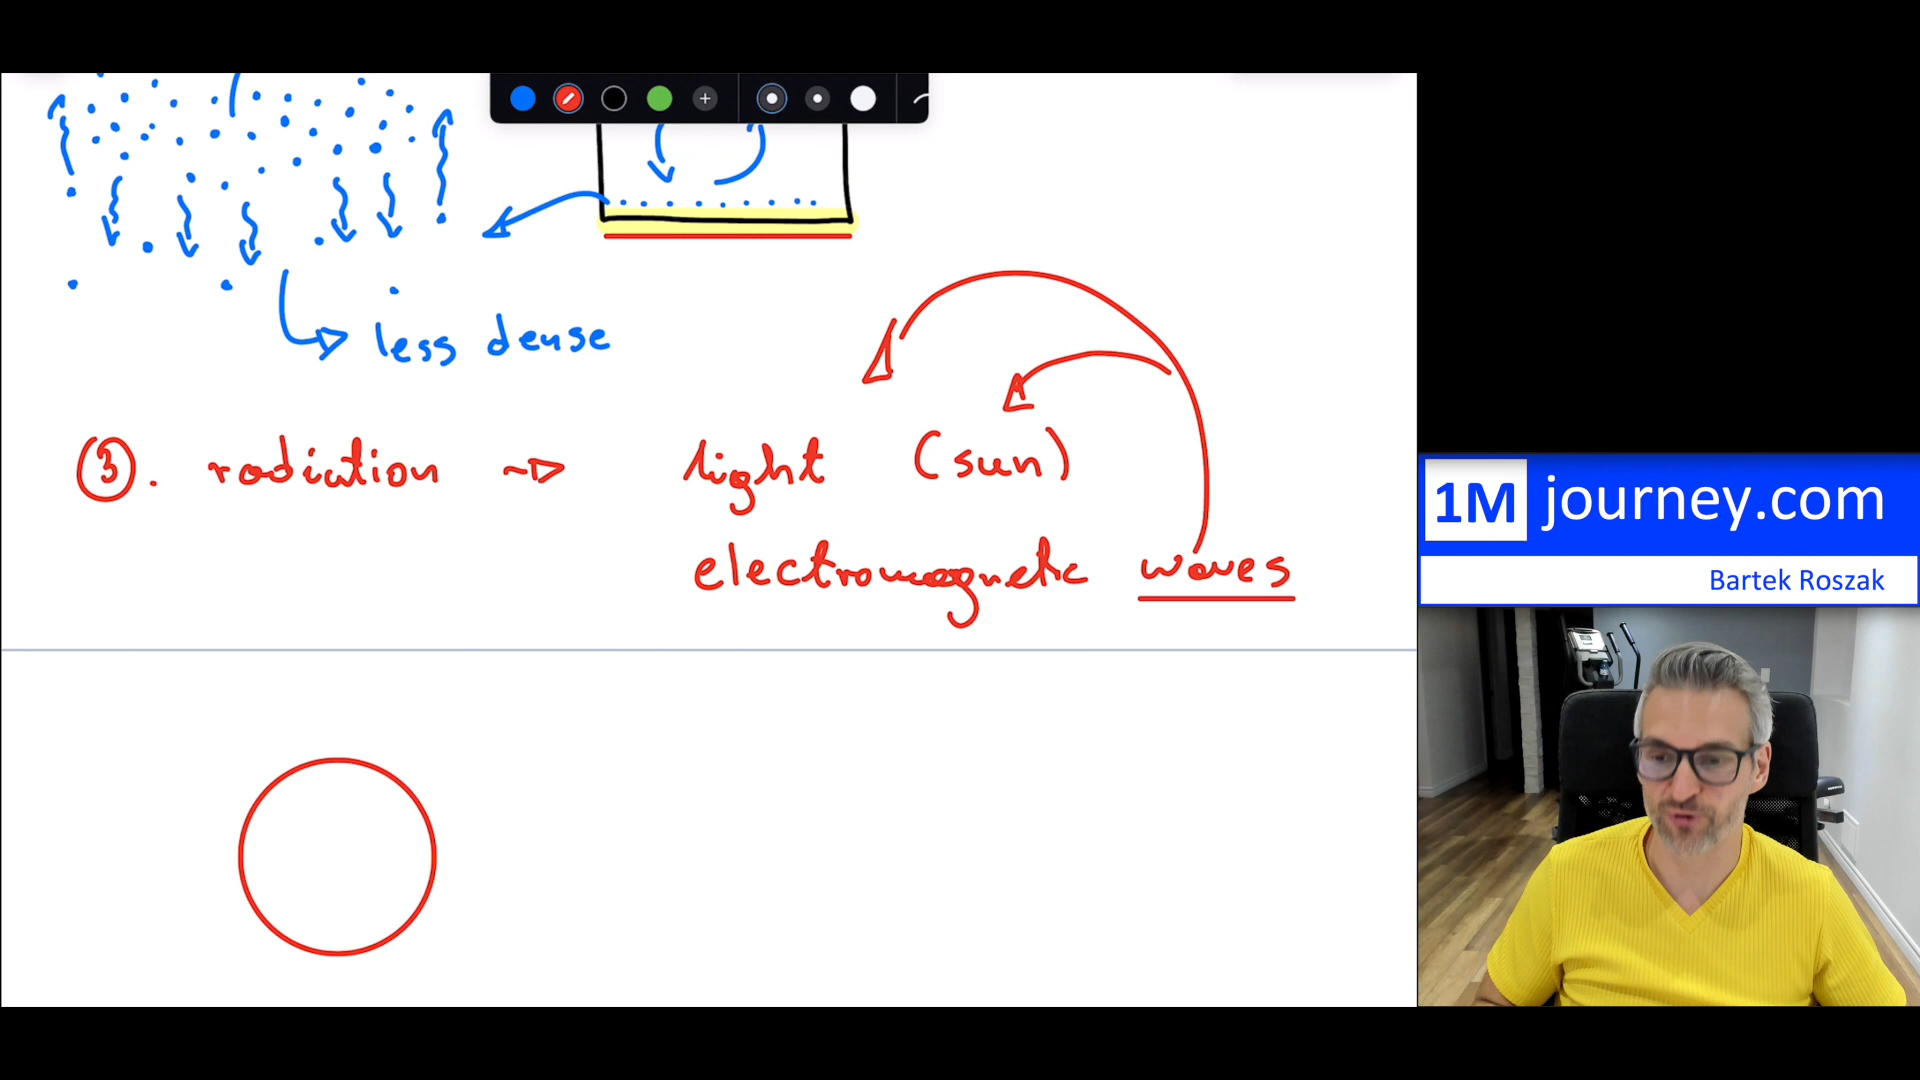 less dense
3. radiation → light (sun)
electromagnetic waves
1M journey.com
Bartek Roszak